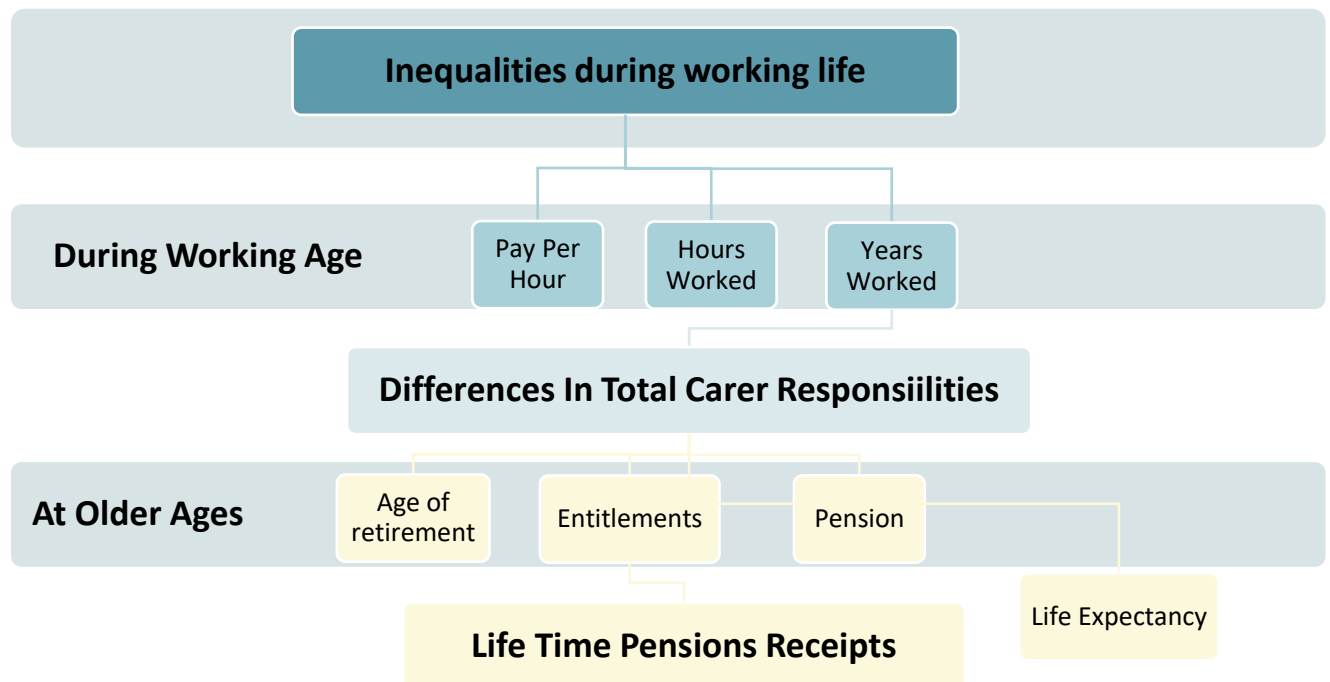 Inequalities during working life
During Working Age
Pay Per
Hour
Hours
Worked
Years
Worked
Differences In Total Carer Responsiilities
At Older Ages
Age of
retirement
Entitlements
Pension
Life Expectancy
Life Time Pensions Receipts